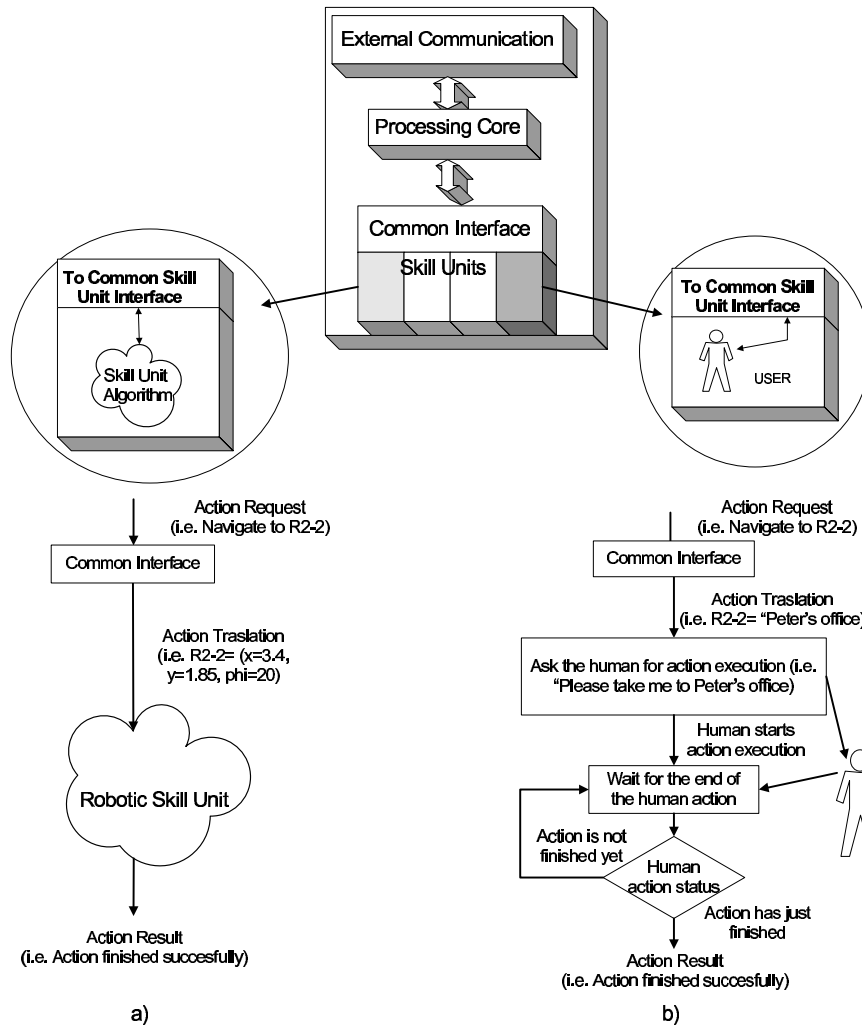 External Communication
Processing Core
Common Interface
Skill Units
To Common Skill
Unit Interface
Skill Unit
Algorithm
To Common Skill
Unit Interface
USER
Action Request
(i.e. Navigate to R2-2)
Common Interface
Action Traslation
(i.e. R2-2= (x=3.4,
y=1.85, phi=20)
Robotic Skill Unit
Action Result
(i.e. Action finished succesfully)
a)
Action Request
(i.e. Navigate to R2-2)
Common Interface
Action Traslation
(i.e. R2-2= “Peter’s office)
Ask the human for action execution (i.e.
“Please take me to Peter’s office)
Human starts
action execution
Wait for the end of
the human action
Action is not
finished yet
Human
action status
Action has just
finished
Action Result
(i.e. Action finished succesfully)
b)